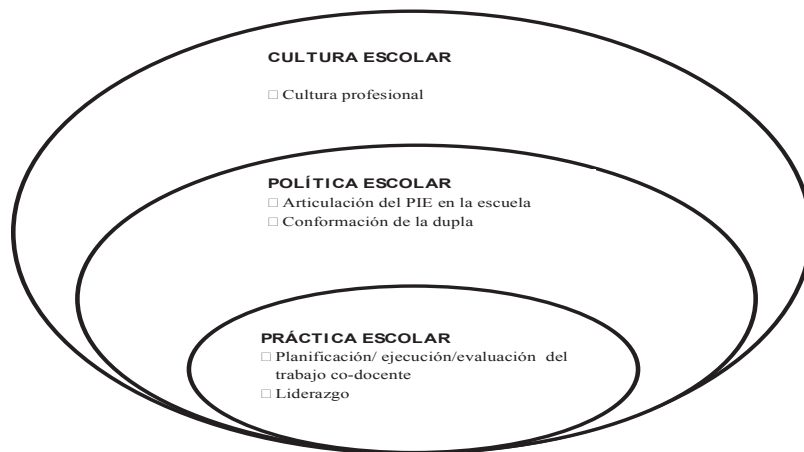 CULTURA ESCOLAR
□ Cultura profesional
POLÍTICA ESCOLAR
□ Articulación del PIE en la escuela
□ Conformación de la dupla
PRÁCTICA ESCOLAR
□ Planificación/ ejecución/evaluación del
trabajo co-docente
□ Liderazgo